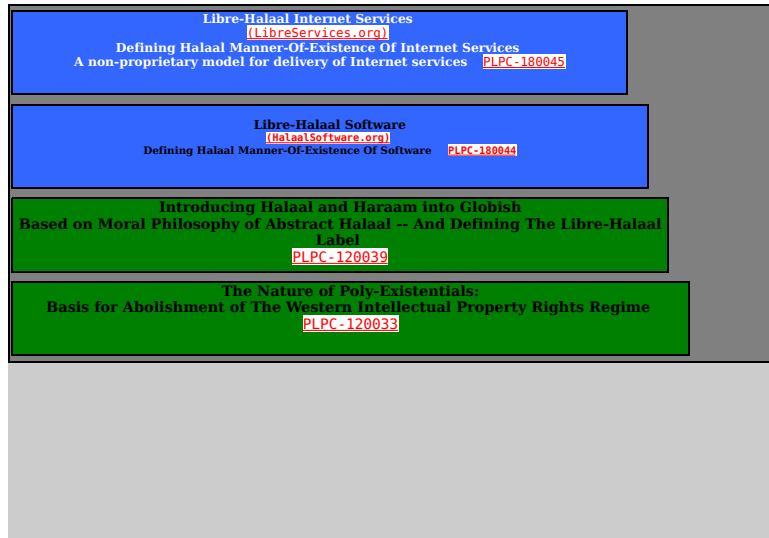 Libre-Halaal Internet Services
(LibreServices.org)
Defining Halaal Manner-Of-Existence Of Internet Services
A non-proprietary model for delivery of Internet services PLPC-180045
Libre-Halaal Software
(HalaalSoftware.org)
Defining Halaal Manner-Of-Existence Of Software PLPC-180044
Introducing Halaal and Haraam into Globish
Based on Moral Philosophy of Abstract Halaal -- And Defining The Libre-Halaal
Label
PLPC-120039
The Nature of Poly-Existentials:
Basis for Abolishment of The Western Intellectual Property Rights Regime
PLPC-120033